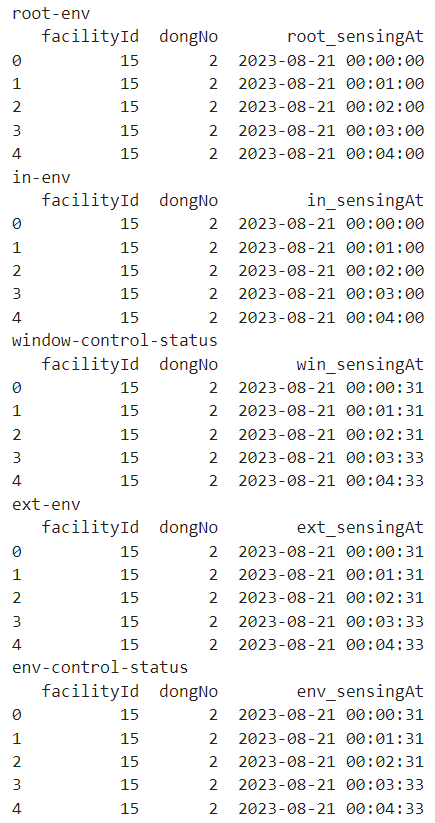 root-env
facilityId dongNo root_sensingAt
0 15 2 2023-08-21 00:00:00
1 15 2 2023-08-21 00:01:00
2 15 2 2023-08-21 00:02:00
3 15 2 2023-08-21 00:03:00
4 15 2 2023-08-21 00:04:00
in-env
facilityId dongNo in_sensingAt
0 15 2 2023-08-21 00:00:00
1 15 2 2023-08-21 00:01:00
2 15 2 2023-08-21 00:02:00
3 15 2 2023-08-21 00:03:00
4 15 2 2023-08-21 00:04:00
window-control-status
facilityId dongNo win_sensingAt
0 15 2 2023-08-21 00:00:31
1 15 2 2023-08-21 00:01:31
2 15 2 2023-08-21 00:02:31
3 15 2 2023-08-21 00:03:33
4 15 2 2023-08-21 00:04:33
ext-env
facilityId dongNo ext_sensingAt
0 15 2 2023-08-21 00:00:31
1 15 2 2023-08-21 00:01:31
2 15 2 2023-08-21 00:02:31
3 15 2 2023-08-21 00:03:33
4 15 2 2023-08-21 00:04:33
env-control-status
facilityId dongNo env_sensingAt
0 15 2 2023-08-21 00:00:31
1 15 2 2023-08-21 00:01:31
2 15 2 2023-08-21 00:02:31
3 15 2 2023-08-21 00:03:33
4 15 2 2023-08-21 00:04:33